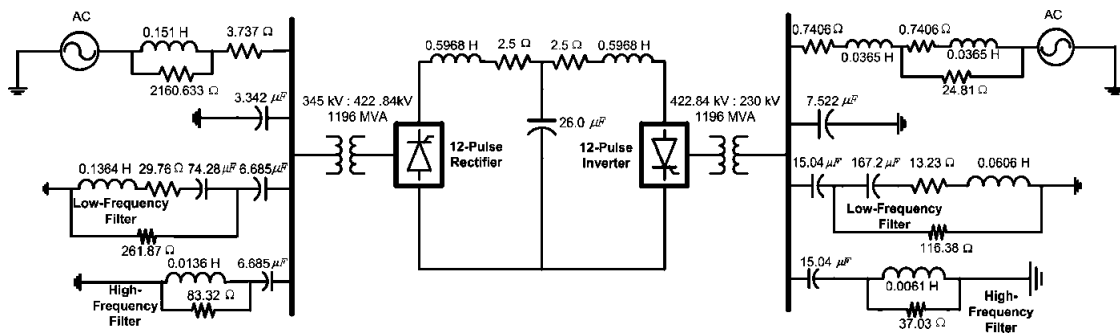 AC
0.151 H
3.737 Ω
2160.633 Ω
3.342 μF
0.1364 H
29.76 Ω
74.28 μF
6.685 μF
Low-Frequency
Filter
261.87 Ω
0.0136 H
6.685 μF
83.32 Ω
High-
Frequency
Filter
345 kV : 422 .84kV
1196 MVA
12-Pulse
Rectifier
0.5968 H
2.5 Ω
2.5 Ω
0.5968 H
26.0 μF
12-Pulse
Inverter
422.84 kV : 230 kV
1196 MVA
0.7406 Ω
0.0365 H
0.7406 Ω
0.0365 H
24.81 Ω
AC
7.522 μF
15.04 μF
167.2 μF
13.23 Ω
0.0606 H
Low-Frequency
Filter
116.38 Ω
15.04 μF
0.0061 H
37.03 Ω
High-
Frequency
Filter